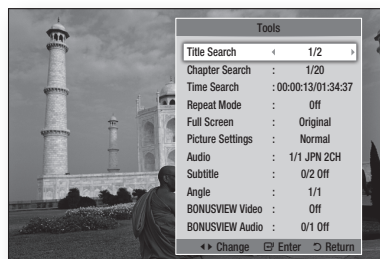 Tools
Title Search 1/2
Chapter Search : 1/20
Time Search : 00:00:13/01:34:37
Repeat Mode : Off
Full Screen : Original
Picture Settings : Normal
Audio : 1/1 JPN 2CH
Subtitle : 0/2 Off
Angle : 1/1
BONUSVIEW Video : Off
BONUSVIEW Audio : 0/1 Off
Change Enter Return